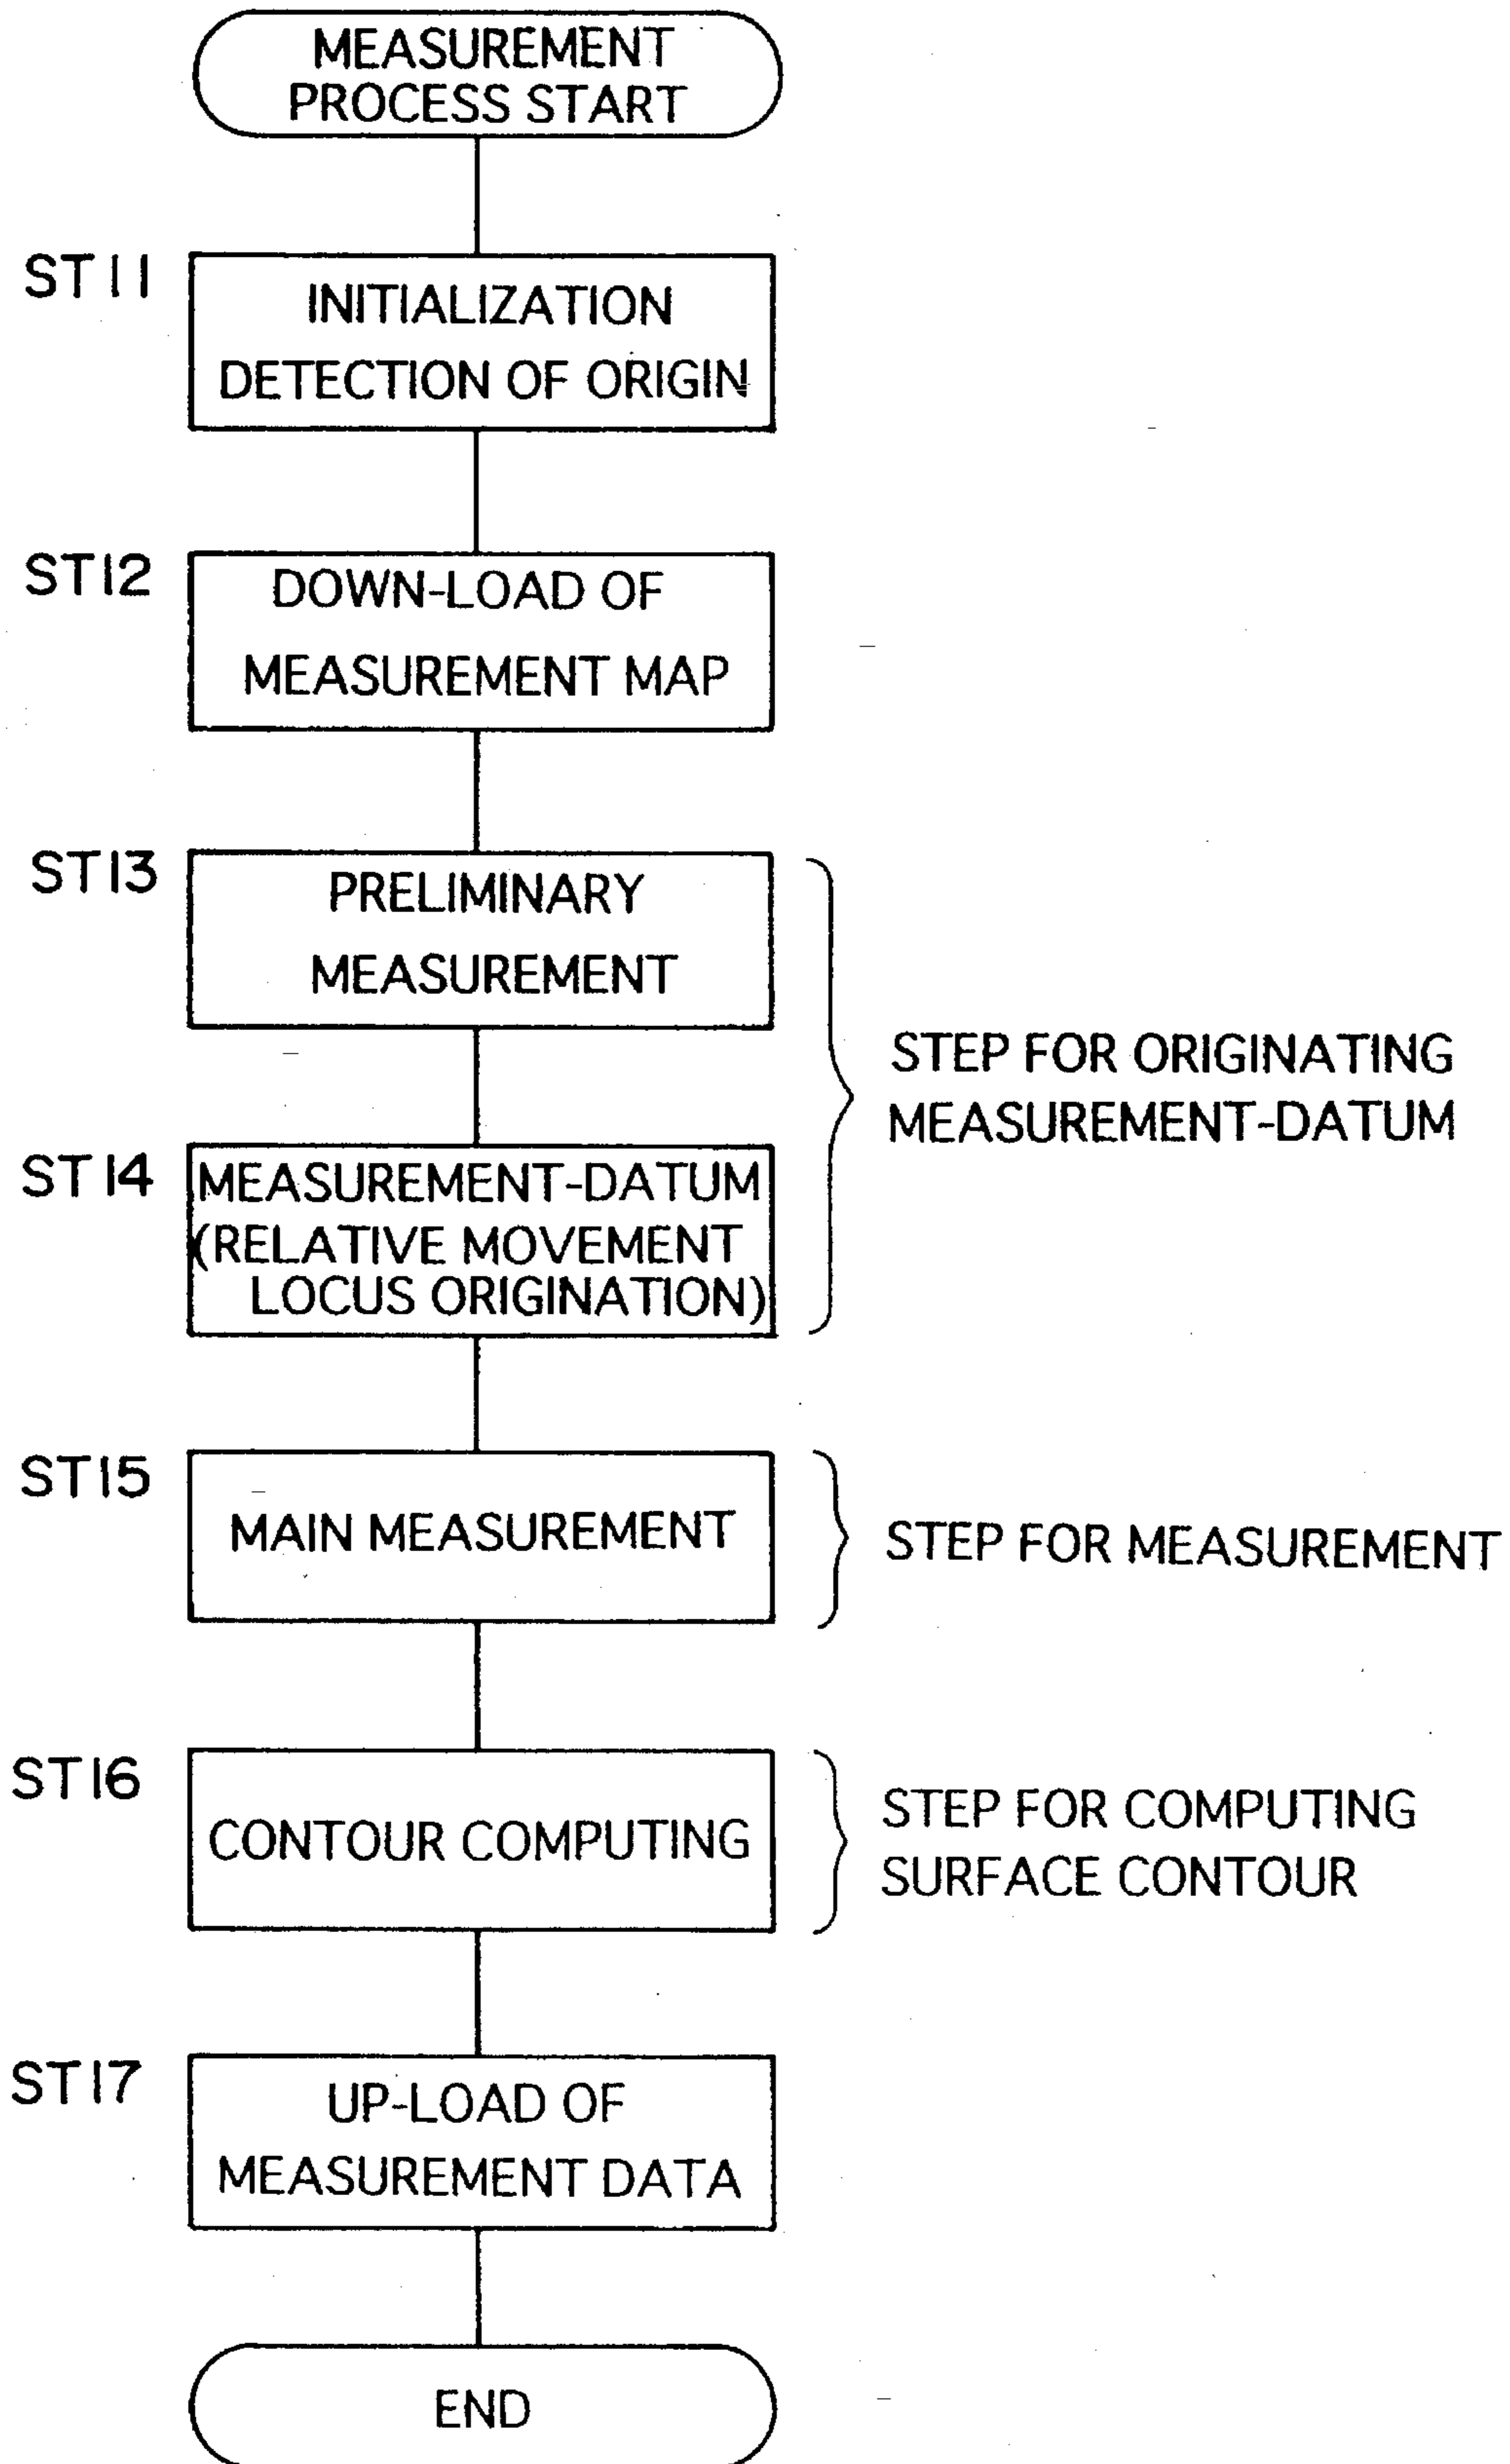 MEASUREMENT
PROCESS START
ST11
INITIALIZATION
DETECTION OF ORIGIN
ST12
DOWN-LOAD OF
MEASUREMENT MAP
ST13
PRELIMINARY
MEASUREMENT
STEP FOR ORIGINATING
MEASUREMENT-DATUM
ST14
MEASUREMENT-DATUM
(RELATIVE MOVEMENT
LOCUS ORIGINATION)
ST15
MAIN MEASUREMENT
STEP FOR MEASUREMENT
ST16
CONTOUR COMPUTING
STEP FOR COMPUTING
SURFACE CONTOUR
ST17
UP-LOAD OF
MEASUREMENT DATA
END